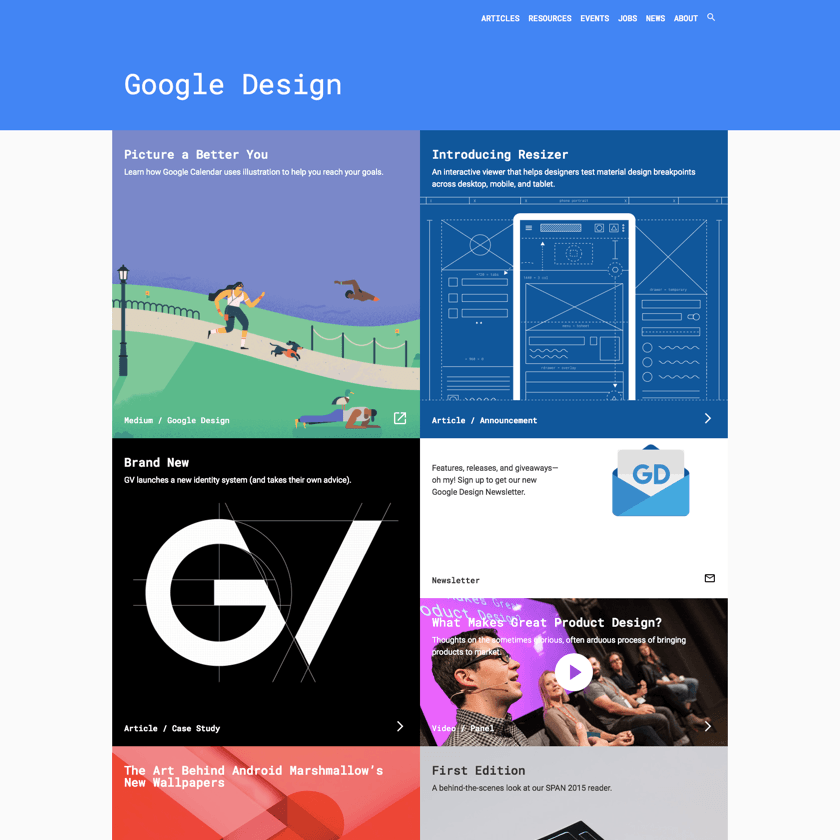 ARTICLES RESOURCES EVENTS JOBS NEWS ABOUT
Google Design
Picture a Better You
Learn how Google Calendar uses illustration to help you reach your goals.
Medium / Google Design
Introducing Resizer
An interactive viewer that helps designers test material design breakpoints
across desktop, mobile, and tablet.
Article / Announcement
Brand New
GV launches a new identity system (and takes their own advice).
GV
Article / Case Study
Features, releases, and giveaways—
oh my! Sign up to get our new
Google Design Newsletter.
GD
Newsletter
What Makes Great Product Design?
Thoughts on the sometimes glorious, often arduous process of bringing
products to market.
Video / Panel
The Art Behind Android Marshmallow’s
New Wallpapers
First Edition
A behind-the-scenes look at our SPAN 2015 reader.